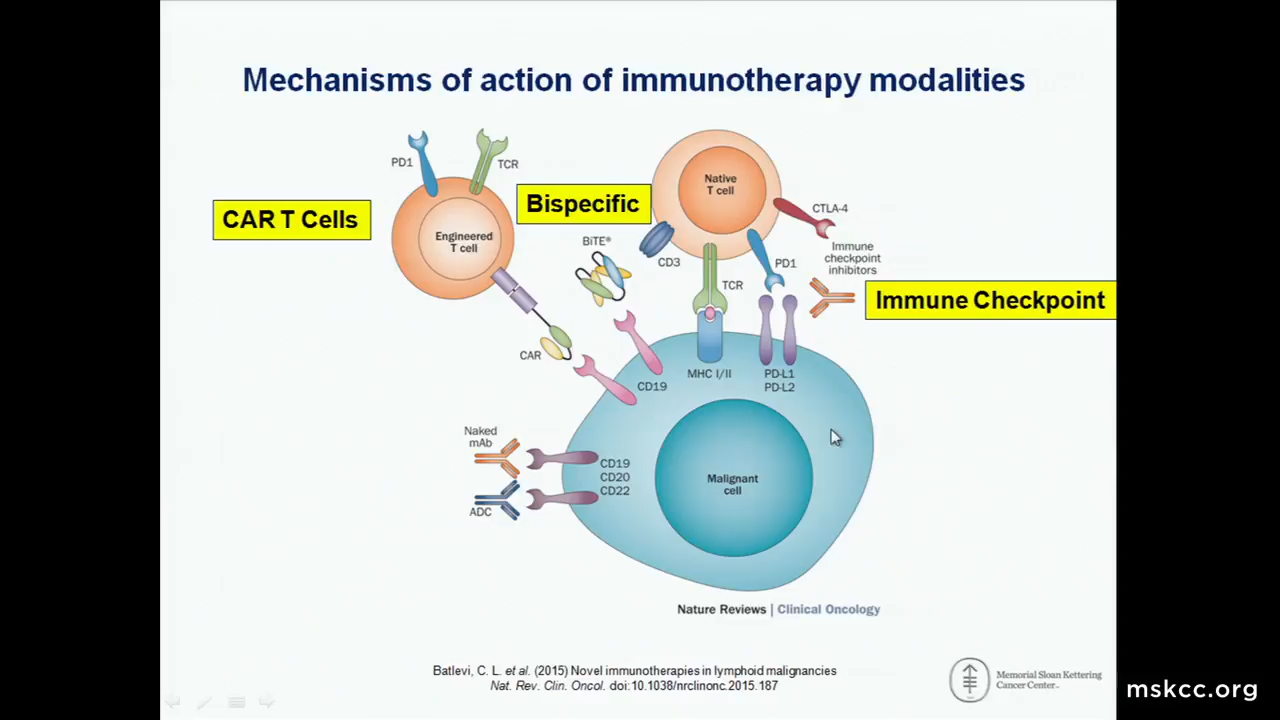 Mechanisms of action of immunotherapy modalities
PD1
TCR
CAR T Cells
Engineered
T cell
Bispecific
BiTE®
CD3
Native
T cell
CTLA-4
Immune
checkpoint
inhibitors
PD1
TCR
Immune Checkpoint
CAR
CD19
MHC I/II
PD-L1
PD-L2
Naked
mAb
CD19
CD20
CD22
ADC
Malignant
cell
Nature Reviews | Clinical Oncology
Batlevi, C. L. et al. (2015) Novel immunotherapies in lymphoid malignancies
Nat. Rev. Clin. Oncol. doi:10.1038/nrclinonc.2015.187
Memorial Sloan Kettering
Cancer Center
mskcc.org